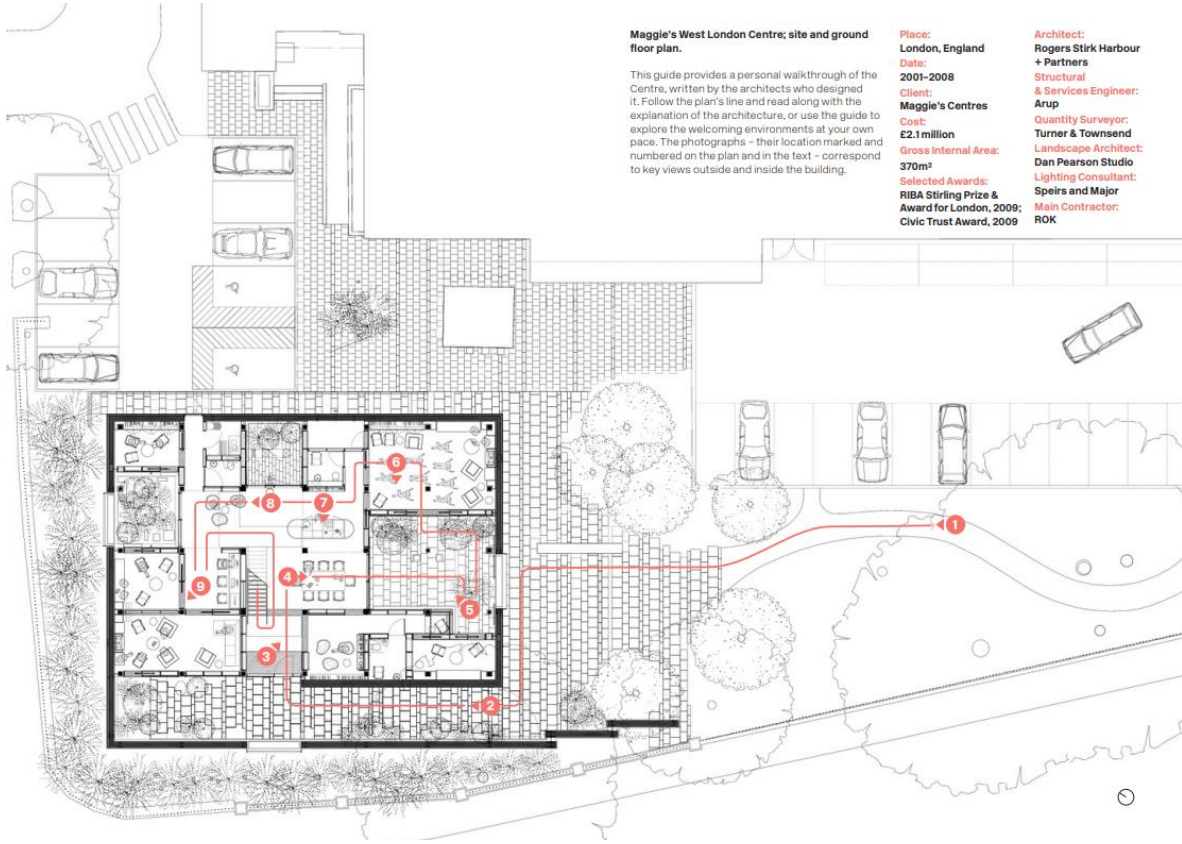 Maggie's West London Centre; site and ground
floor plan.
This guide provides a personal walkthrough of the
Centre, written by the architects who designed
it. Follow the plan's line and read along with the
explanation of the architecture, or use the guide to
explore the welcoming environments at your own
pace. The photographs – their location marked and
numbered on the plan and in the text – correspond
to key views outside and inside the building.
Place:
London, England
Date:
2001–2008
Client:
Maggie's Centres
Cost:
£2.1 million
Gross Internal Area:
370m²
Selected Awards:
RIBA Stirling Prize &
Award for London, 2009;
Civic Trust Award, 2009
Architect:
Rogers Stirk Harbour
+ Partners
Structural
& Services Engineer:
Arup
Quantity Surveyor:
Turner & Townsend
Landscape Architect:
Dan Pearson Studio
Lighting Consultant:
Speirs and Major
Main Contractor:
ROK
6
8
7
1
4
9
5
3
2